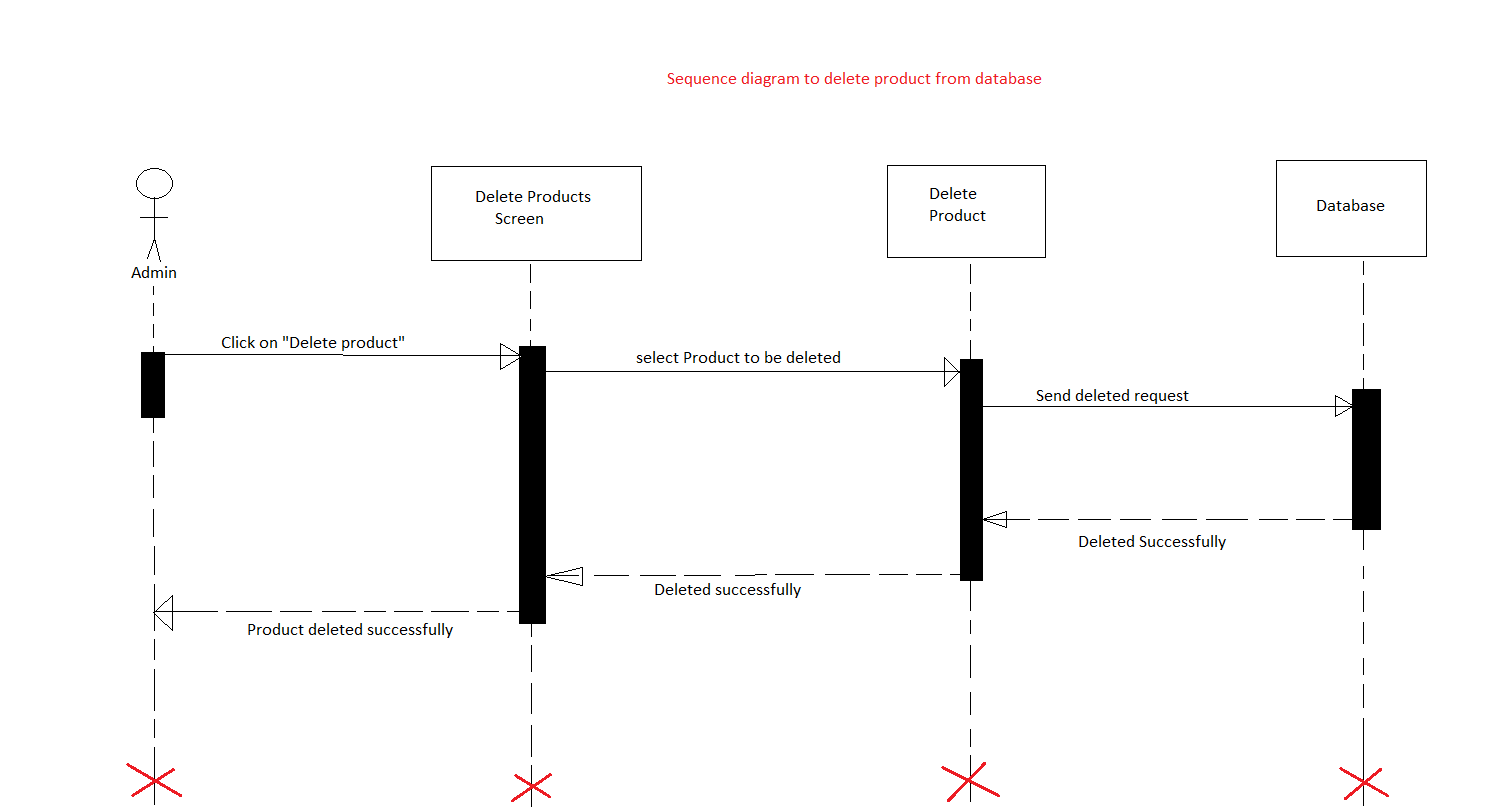 Sequence diagram to delete product from database
Delete Products
Screen
Delete
Product
Database
Admin
Click on "Delete product"
select Product to be deleted
Send deleted request
Deleted Successfully
Deleted successfully
Product deleted successfully